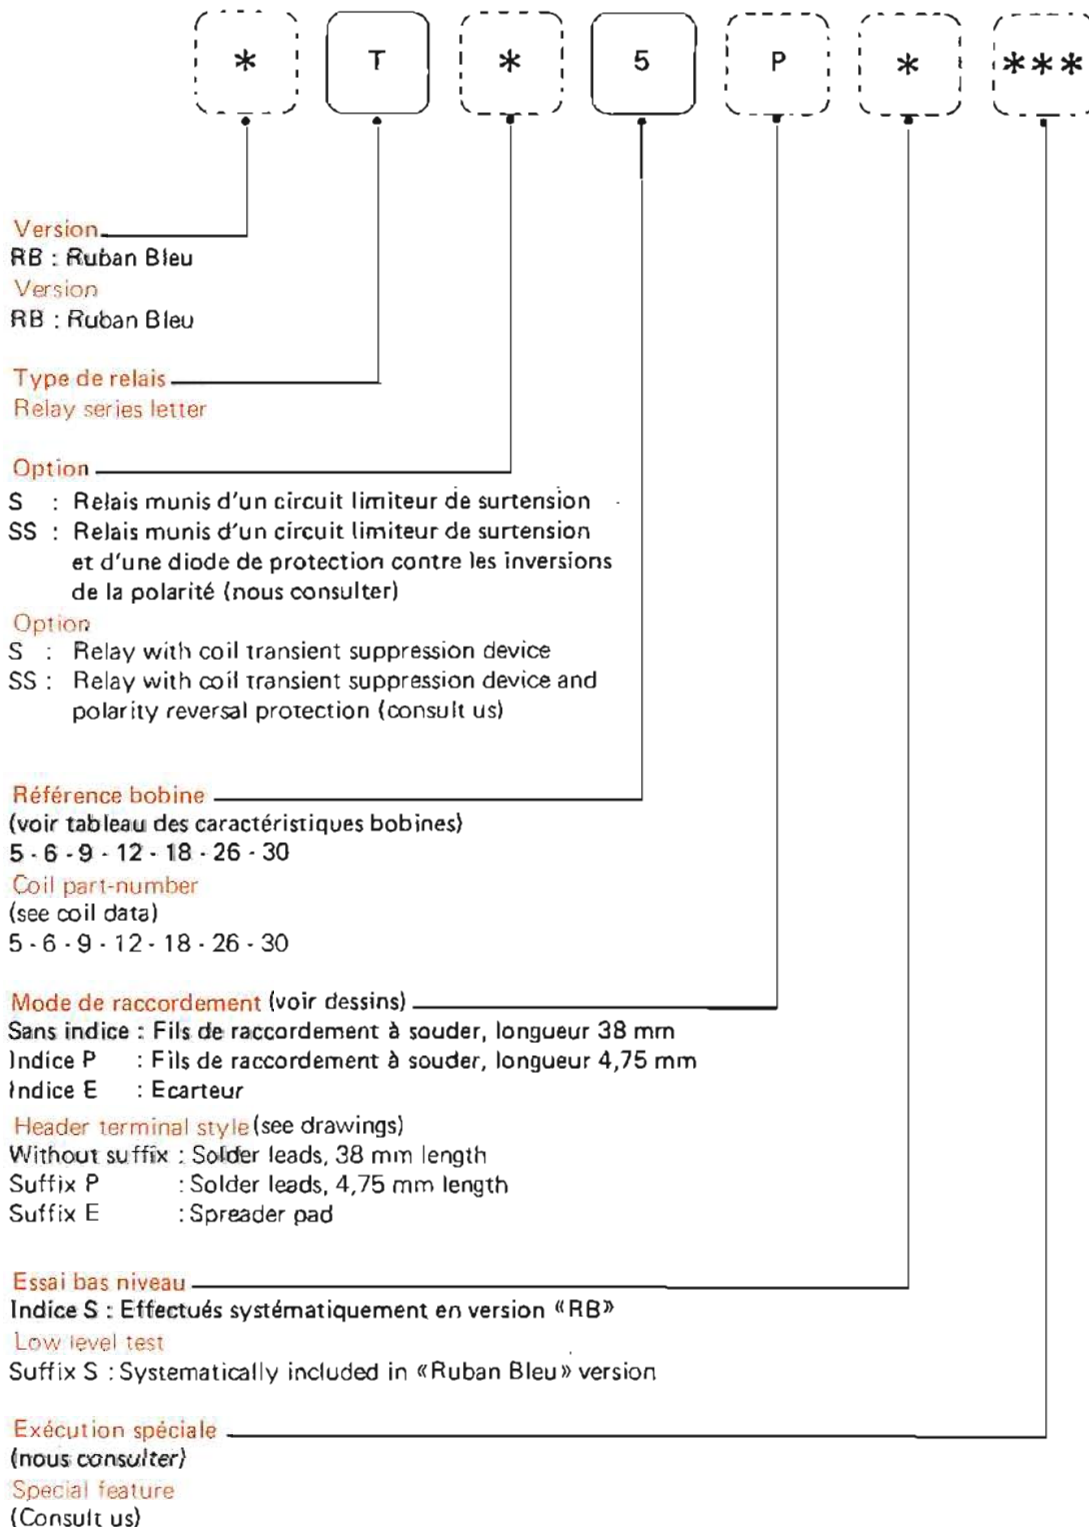 * T * 5 P * ***
Version
RB : Ruban Bleu
Version
RB : Ruban Bleu
Type de relais
Relay series letter
Option
S : Relais munis d'un circuit limiteur de surtension
SS : Relais munis d'un circuit limiteur de surtension
et d'une diode de protection contre les inversions
de la polarité (nous consulter)
Option
S : Relay with coil transient suppression device
SS : Relay with coil transient suppression device and
polarity reversal protection (consult us)
Référence bobine
(voir tableau des caractéristiques bobines)
5 - 6 - 9 - 12 - 18 - 26 - 30
Coil part-number
(see coil data)
5 - 6 - 9 - 12 - 18 - 26 - 30
Mode de raccordement (voir dessins)
Sans indice : Fils de raccordement à souder, longueur 38 mm
Indice P : Fils de raccordement à souder, longueur 4,75 mm
Indice E : Ecarteur
Header terminal style (see drawings)
Without suffix : Solder leads, 38 mm length
Suffix P : Solder leads, 4,75 mm length
Suffix E : Spreader pad
Essai bas niveau
Indice S : Effectués systématiquement en version «RB»
Low level test
Suffix S : Systematically included in «Ruban Bleu» version
Exécution spéciale
(nous consulter)
Special feature
(Consult us)